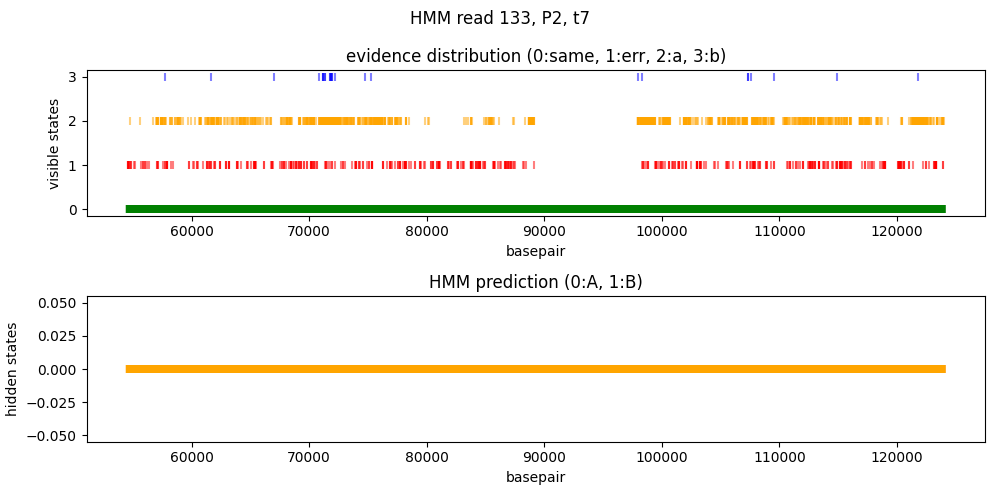 HMM read 133, P2, t7
evidence distribution (0:same, 1:err, 2:a, 3:b)
visible states
3
2
1
0
60000 70000 80000 90000 100000 110000 120000
basepair
HMM prediction (0:A, 1:B)
hidden states
0.050
0.025
0.000
−0.025
−0.050
60000 70000 80000 90000 100000 110000 120000
basepair